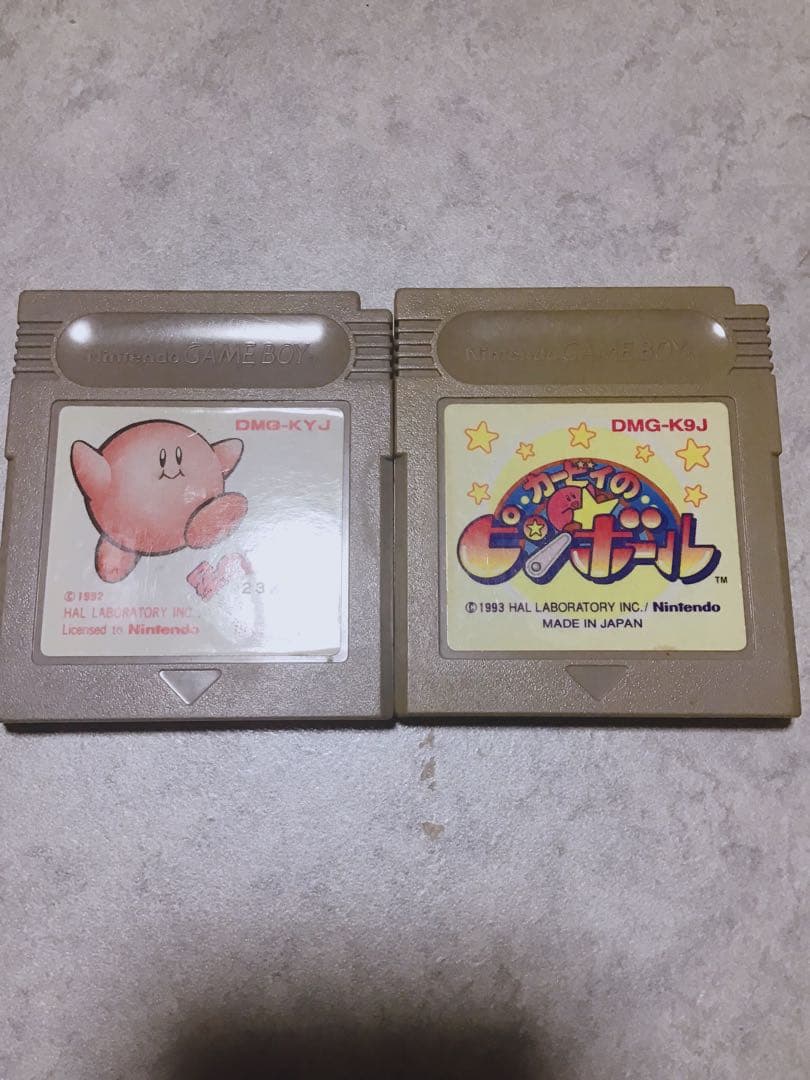 Nintendo GAME BOY
DMG-KYJ
23
© 1992
HAL LABORATORY INC.
Licensed to Nintendo
Nintendo GAME BOY
DMG-K9J
カービィの
ピンボール
TM
© 1993 HAL LABORATORY INC./ Nintendo
MADE IN JAPAN